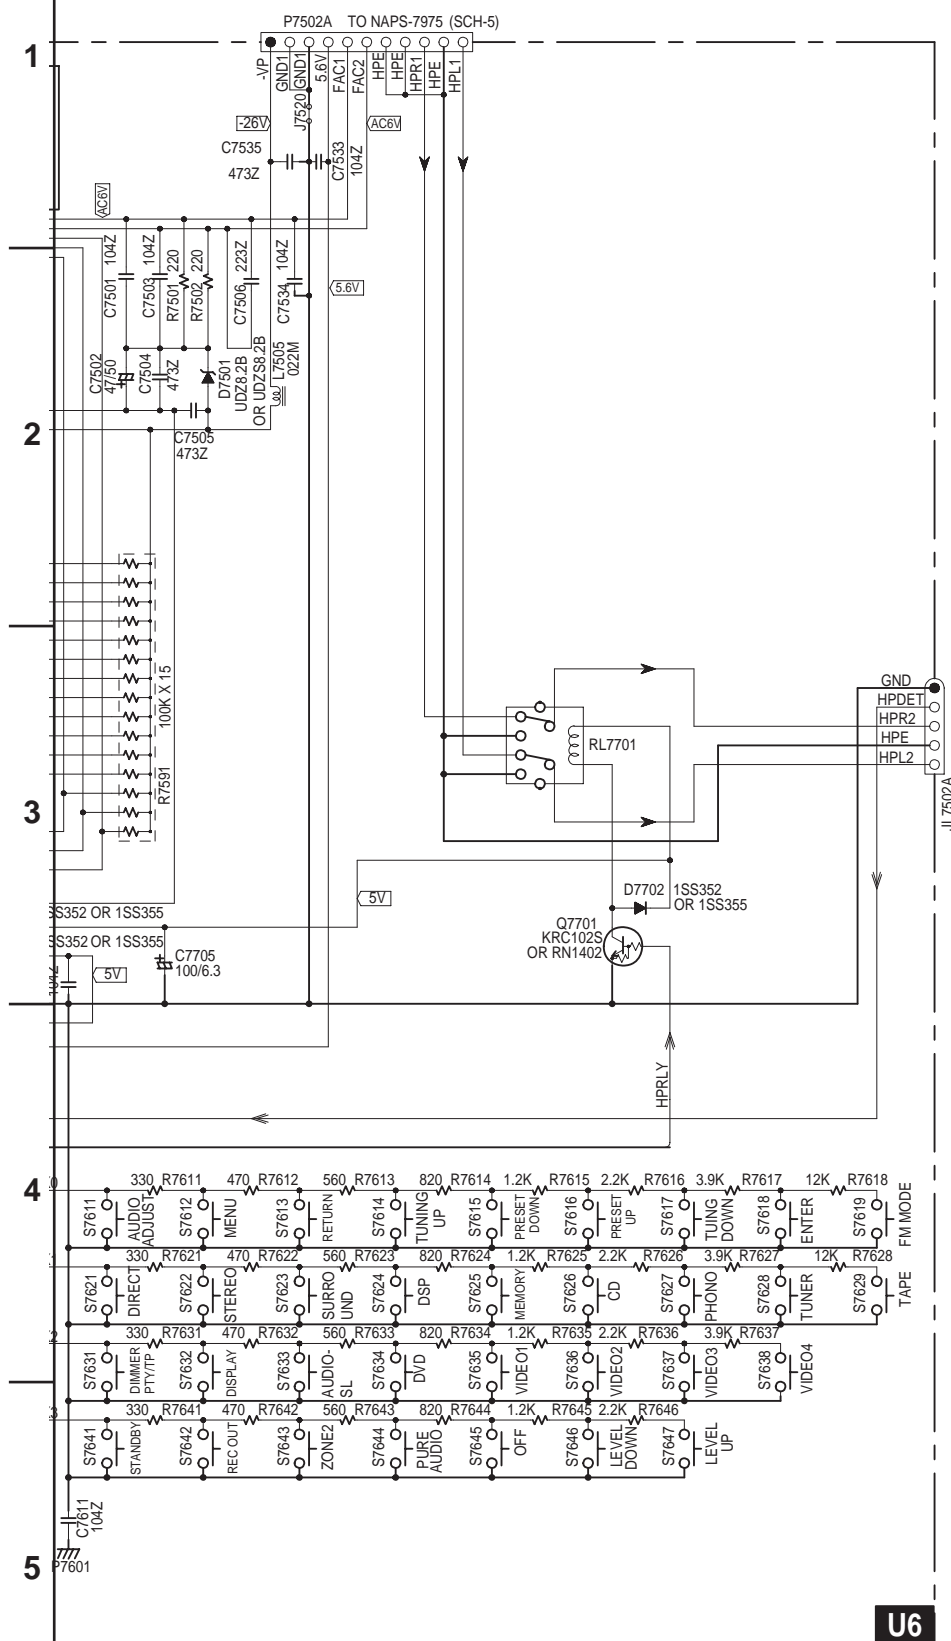 P7502A TO NAPS-7975 (SCH-5)
1
-VP
GND1
GND1
5.6V
FAC1
FAC2
HPE
HPE
HPR1
HPE
HPL1
J7520
-26V
AC6V
C7535
473Z
C7533
104Z
AC6V
C7501 104Z
C7503 104Z
R7501 220
R7502 220
C7506 223Z
C7534 104Z
5.6V
C7502
47/50
C7504
473Z
D7501
UDZ8.2B
OR UDZS8.2B
L7505
022M
2
C7505
473Z
R7591 100K X 15
GND
HPDET
HPR2
HPE
HPL2
JL7502A
RL7701
3
5V
D7702 1SS352
OR 1SS355
SS352 OR 1SS355
Q7701
KRC102S
OR RN1402
SS352 OR 1SS355
C7705
100/6.3
5V
104Z
HPRLY
4
330 R7611 470 R7612 560 R7613 820 R7614 1.2K R7615 2.2K R7616 3.9K R7617 12K R7618
S7611 AUDIO ADJUST
S7612 MENU
S7613 RETURN
S7614 TUNING UP
S7615 PRESET DOWN
S7616 PRESET UP
S7617 TUING DOWN
S7618 ENTER
S7619 FM MODE
330 R7621 470 R7622 560 R7623 820 R7624 1.2K R7625 2.2K R7626 3.9K R7627 12K R7628
S7621 DIRECT
S7622 STEREO
S7623 SURRO UND
S7624 DSP
S7625 MEMORY
S7626 CD
S7627 PHONO
S7628 TUNER
S7629 TAPE
330 R7631 470 R7632 560 R7633 820 R7634 1.2K R7635 2.2K R7636 3.9K R7637
S7631 DIMMER PTY/TP
S7632 DISPLAY
S7633 AUDIO- SL
S7634 DVD
S7635 VIDEO1
S7636 VIDEO2
S7637 VIDEO3
S7638 VIDEO4
330 R7641 470 R7642 560 R7643 820 R7644 1.2K R7645 2.2K R7646
S7641 STANDBY
S7642 REC OUT
S7643 ZONE2
S7644 PURE AUDIO
S7645 OFF
S7646 LEVEL DOWN
S7647 LEVEL UP
C7611
104Z
5
P7601
U6